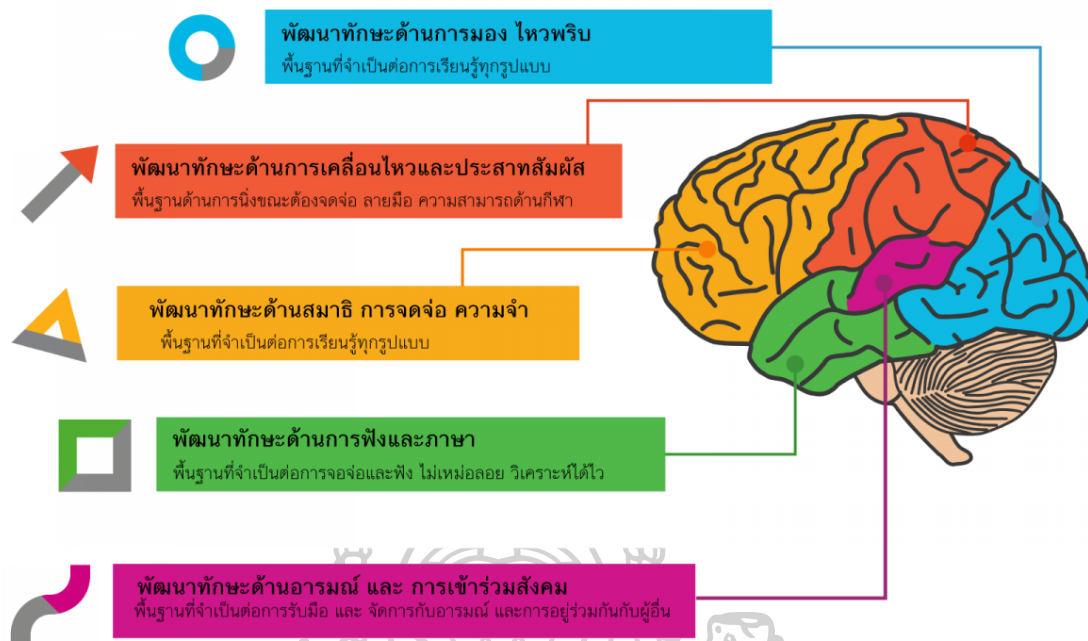 พัฒนาทักษะด้านการมอง ไหวพริบ
พื้นฐานที่จำเป็นต่อการเรียนรู้ทุกรูปแบบ
พัฒนาทักษะด้านการเคลื่อนไหวและประสาทสัมผัส
พื้นฐานด้านการนิ่งขณะต้องจดจ่อ ลายมือ ความสามารถด้านกีฬา
พัฒนาทักษะด้านสมาธิ การจดจ่อ ความจำ
พื้นฐานที่จำเป็นต่อการเรียนรู้ทุกรูปแบบ
พัฒนาทักษะด้านการฟังและภาษา
พื้นฐานที่จำเป็นต่อการจอจ่อและฟัง ไม่เหม่อลอย วิเคราะห์ได้ไว
พัฒนาทักษะด้านอารมณ์ และ การเข้าร่วมสังคม
พื้นฐานที่จำเป็นต่อการรับมือ และ จัดการกับอารมณ์ และการอยู่ร่วมกันกับผู้อื่น